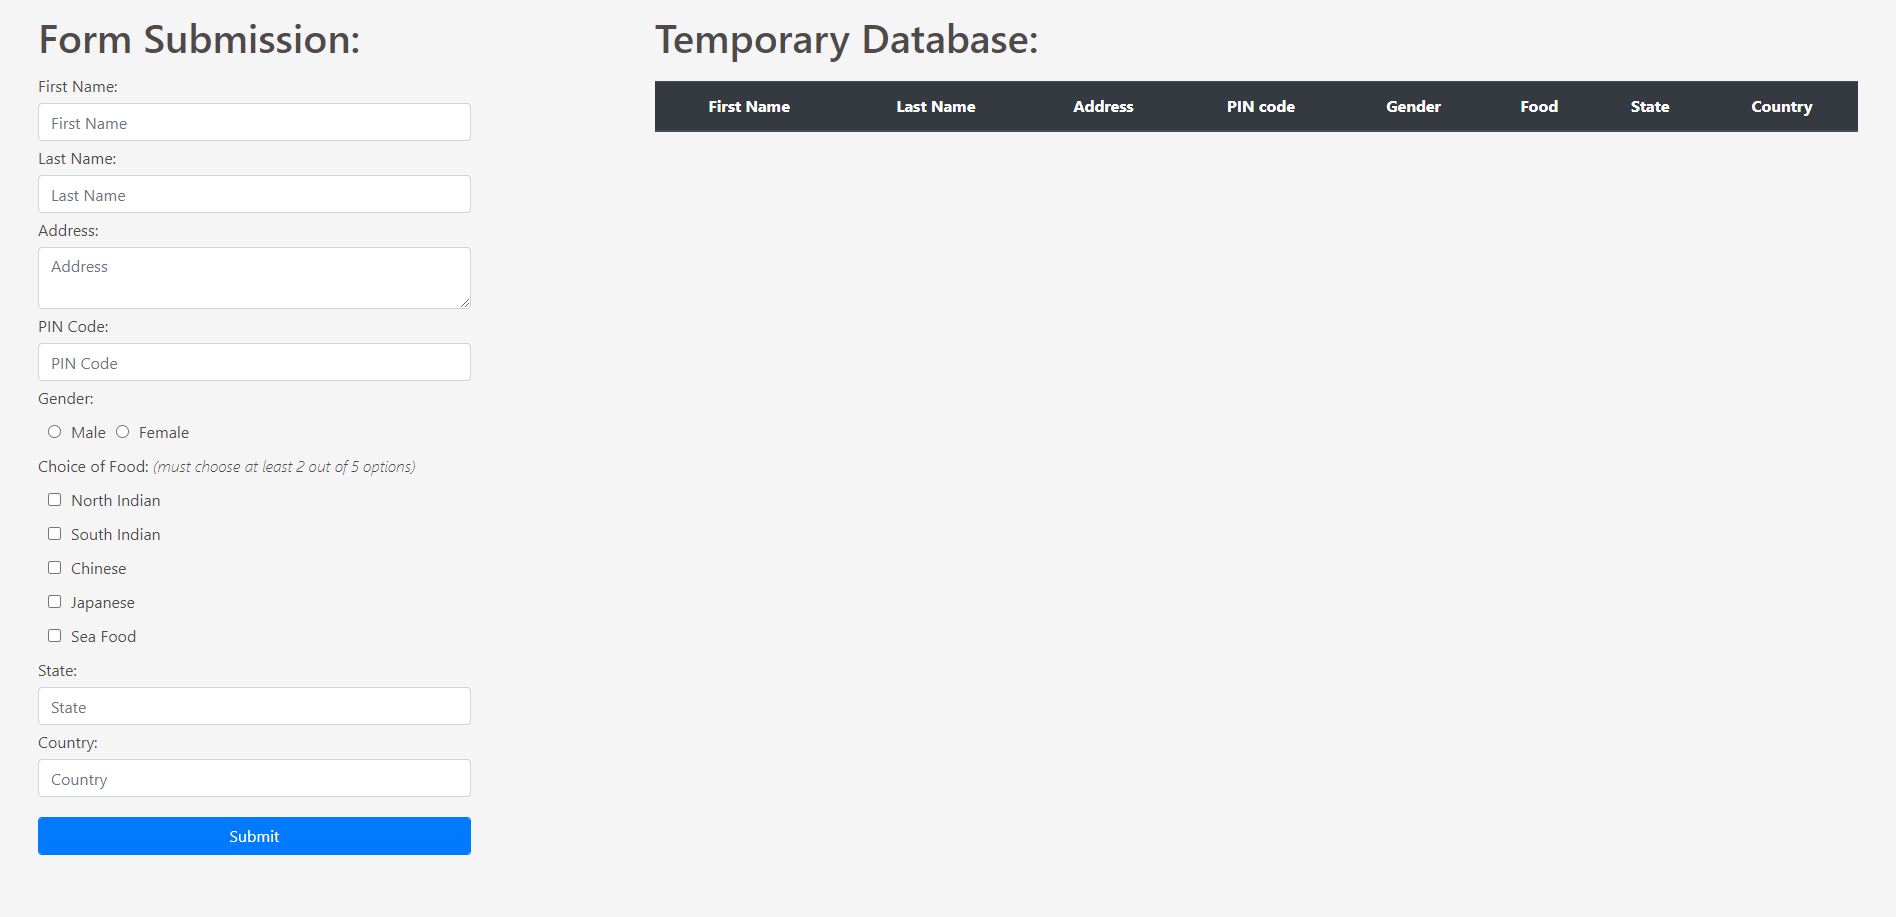 Form Submission:
First Name:
First Name
Last Name:
Last Name
Address:
Address
PIN Code:
PIN Code
Gender:
Male Female
Choice of Food: (must choose at least 2 out of 5 options)
North Indian
South Indian
Chinese
Japanese
Sea Food
State:
State
Country:
Country
Submit
Temporary Database:
First Name Last Name Address PIN code Gender Food State Country